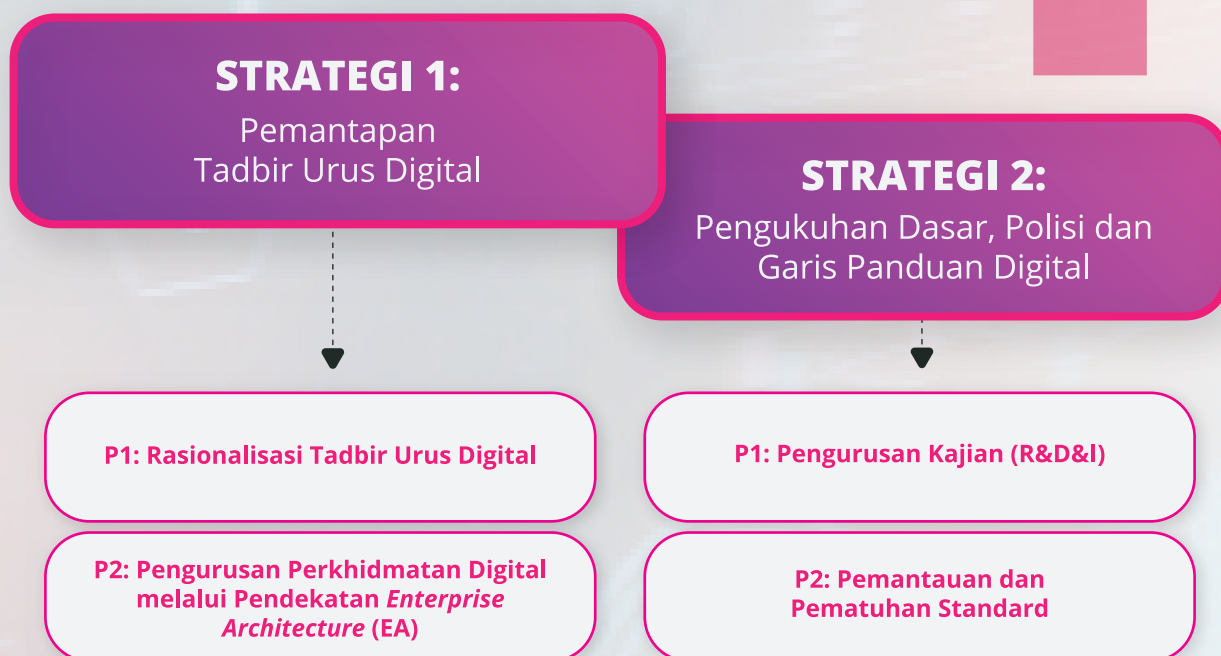 STRATEGI 1:
Pemantapan
Tadbir Urus Digital
STRATEGI 2:
Pengukuhan Dasar, Polisi dan
Garis Panduan Digital
P1: Rasionalisasi Tadbir Urus Digital
P2: Pengurusan Perkhidmatan Digital
melalui Pendekatan Enterprise
Architecture (EA)
P1: Pengurusan Kajian (R&D&I)
P2: Pemantauan dan
Pematuhan Standard